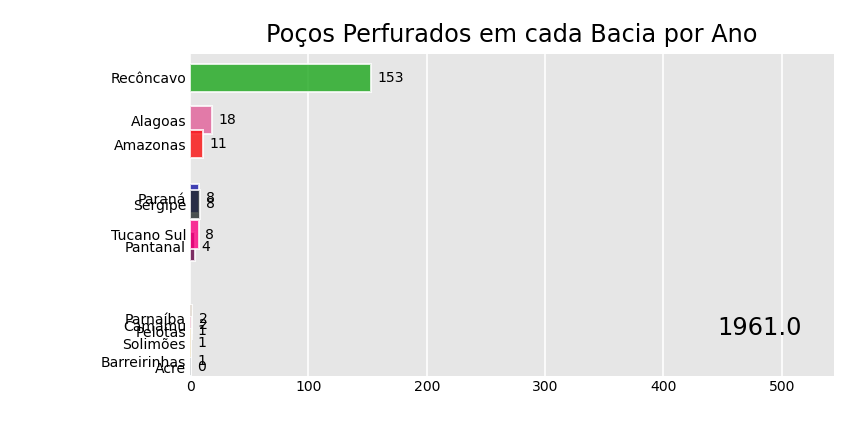 Poços Perfurados em cada Bacia por Ano
Recôncavo 153
Alagoas 18
Amazonas 11
Paraná 8
Sergipe 8
Tucano Sul 8
Pantanal 4
Parnaíba 2
Camamu 2
Pelotas 1
1961.0
Solimões 1
Barreirinhas 1
Acre 0
0 100 200 300 400 500